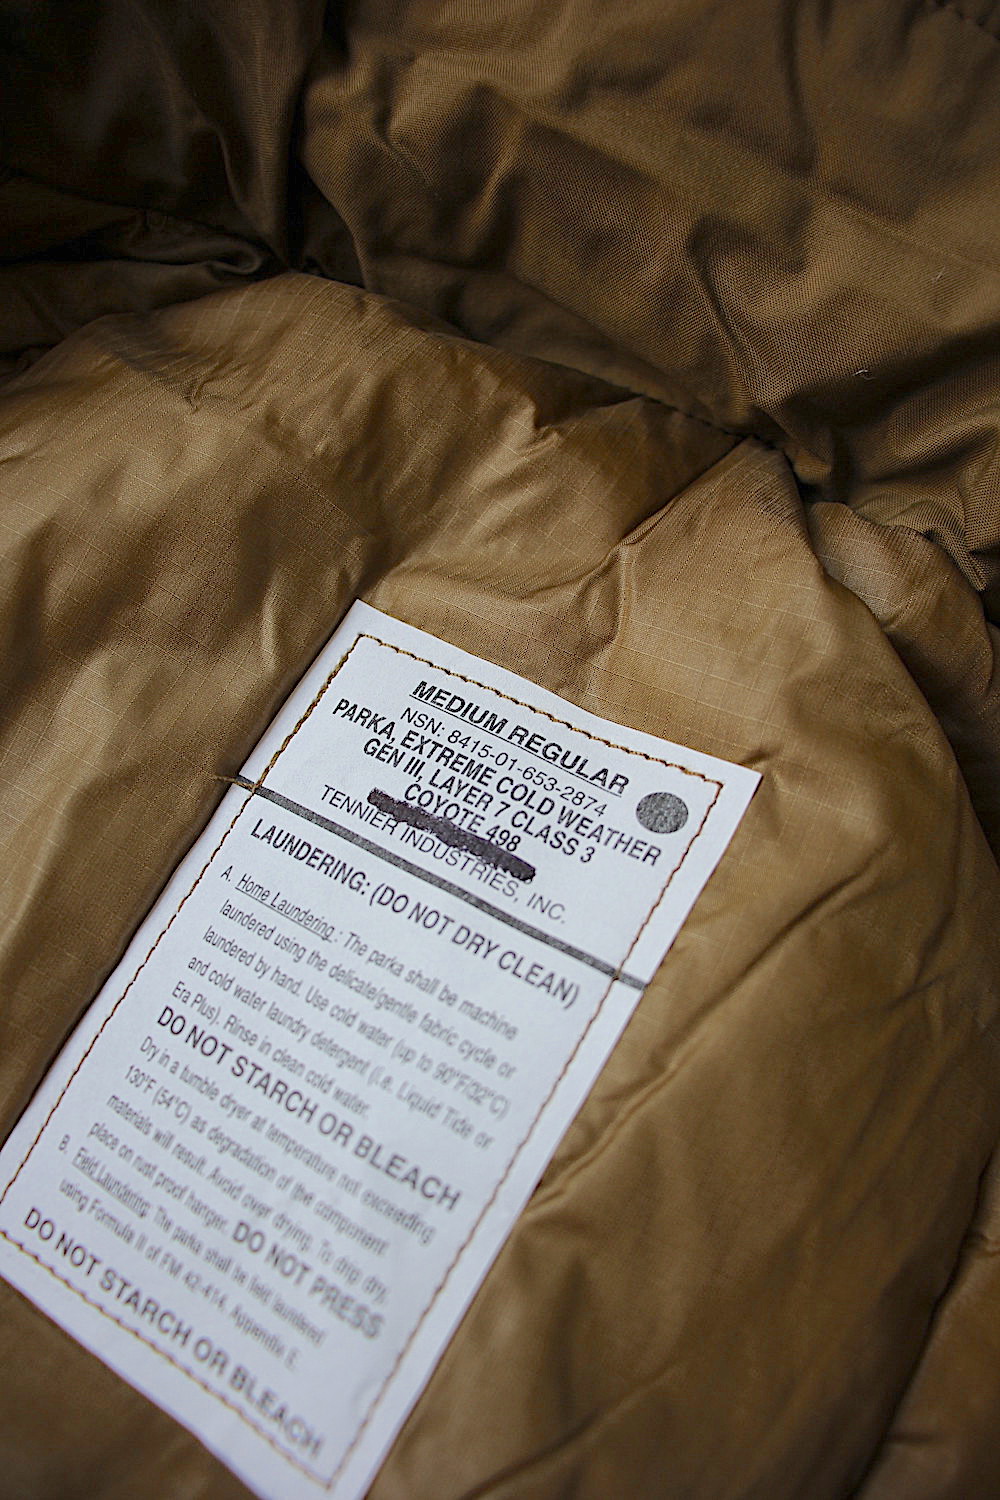 MEDIUM REGULAR
NSN: 8415-01-653-2874
PARKA, EXTREME COLD WEATHER
GEN III, LAYER 7 CLASS 3
COYOTE 498
TENNIER INDUSTRIES, INC.
LAUNDERING: (DO NOT DRY CLEAN)
A. Home Laundering.: The parka shall be machine
laundered using the delicate/gentle fabric cycle or
laundered by hand. Use cold water (up to 90°F(32°C)
and cold water laundry detergent (i.e. Liquid Tide or
Era Plus). Rinse in clean cold water.
DO NOT STARCH OR BLEACH
Dry in a tumble dryer at temperature not exceeding
130°F (54°C) as degradation of the component
materials will result. Avoid over drying. To drip dry,
place on rust proof hanger. DO NOT PRESS
B. Field Laundering: The parka shall be field laundered
using Formula II of FM 42-414, Appendix E.
DO NOT STARCH OR BLEACH